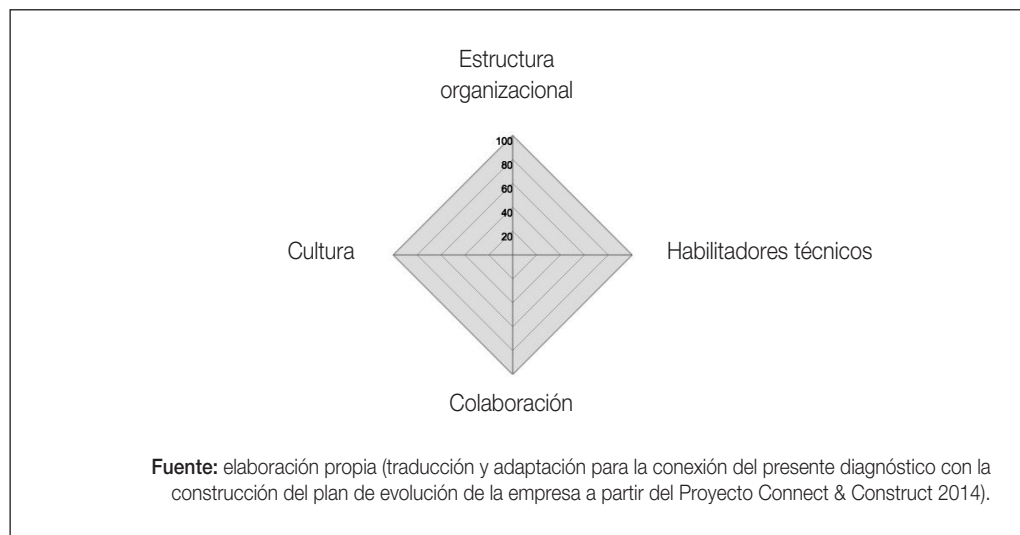 Estructura
organizacional
100
80
60
40
20
Cultura
Habilitadores técnicos
Colaboración
Fuente: elaboración propia (traducción y adaptación para la conexión del presente diagnóstico con la
construcción del plan de evolución de la empresa a partir del Proyecto Connect & Construct 2014).